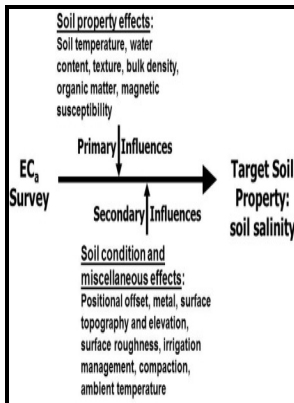 Soil property effects:
Soil temperature, water
content, texture, bulk density,
organic matter, magnetic
susceptibility
Primary Influences
ECa
Survey
Target Soil
Property:
soil salinity
Secondary Influences
Soil condition and
miscellaneous effects:
Positional offset, metal, surface
topography and elevation,
surface roughness, irrigation
management, compaction,
ambient temperature